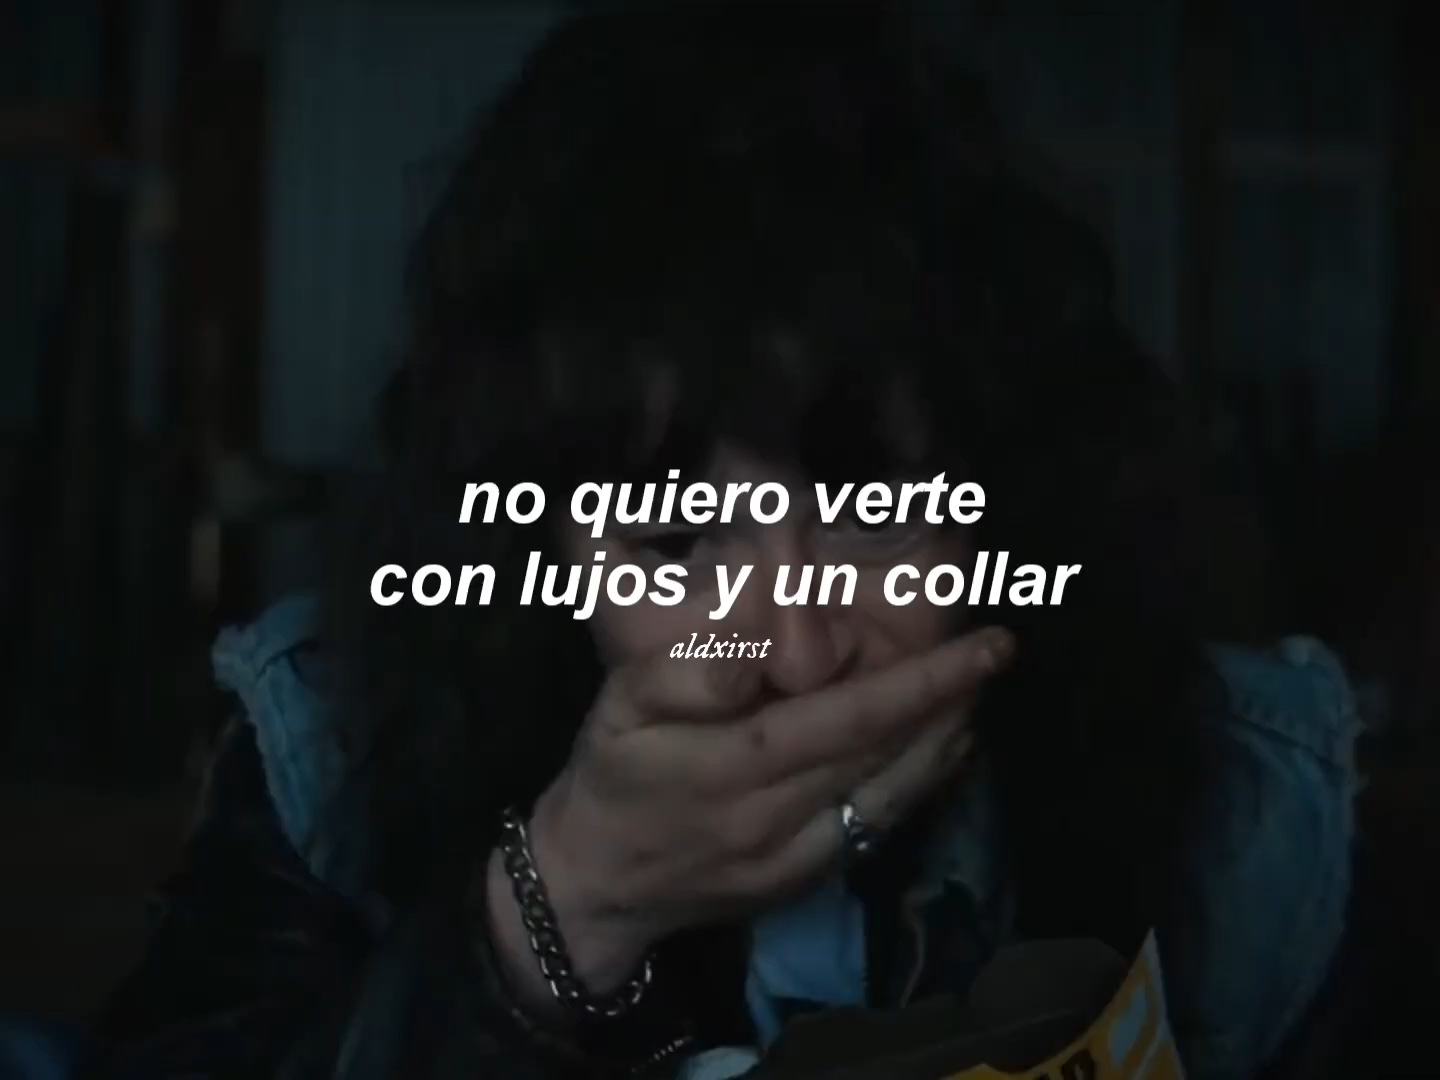 no quiero verte
con lujos y un collar
aldxirst